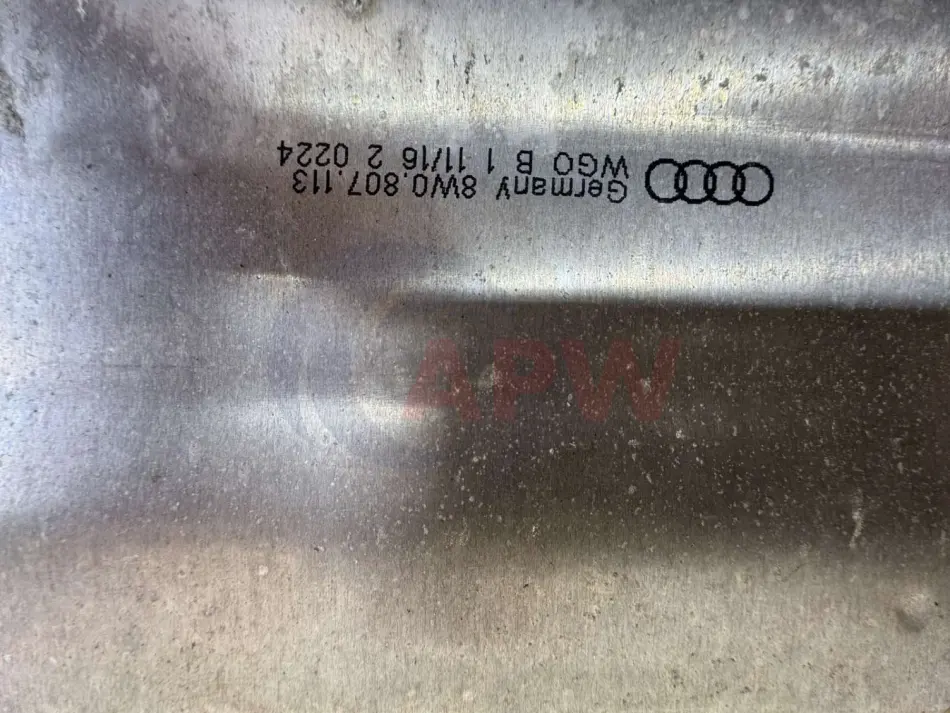 Germany 8W0.807.113
WGO B 1 11/16 2 0224
APW